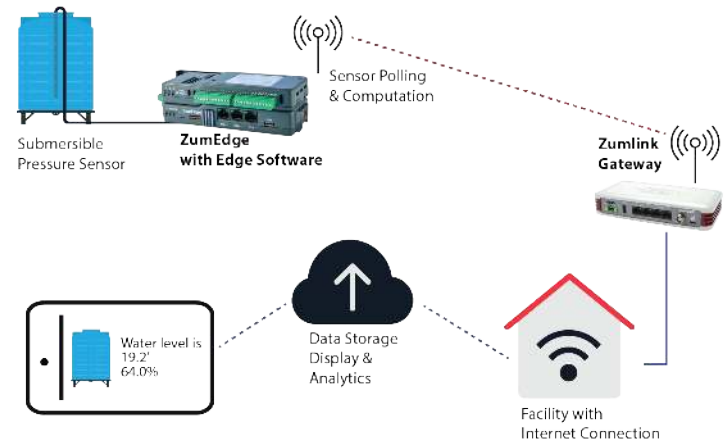 Sensor Polling
& Computation
Submersible
Pressure Sensor
ZumEdge
with Edge Software
Zumlink
Gateway
Water level is
19.2'
64.0%
Data Storage
Display &
Analytics
Facility with
Internet Connection